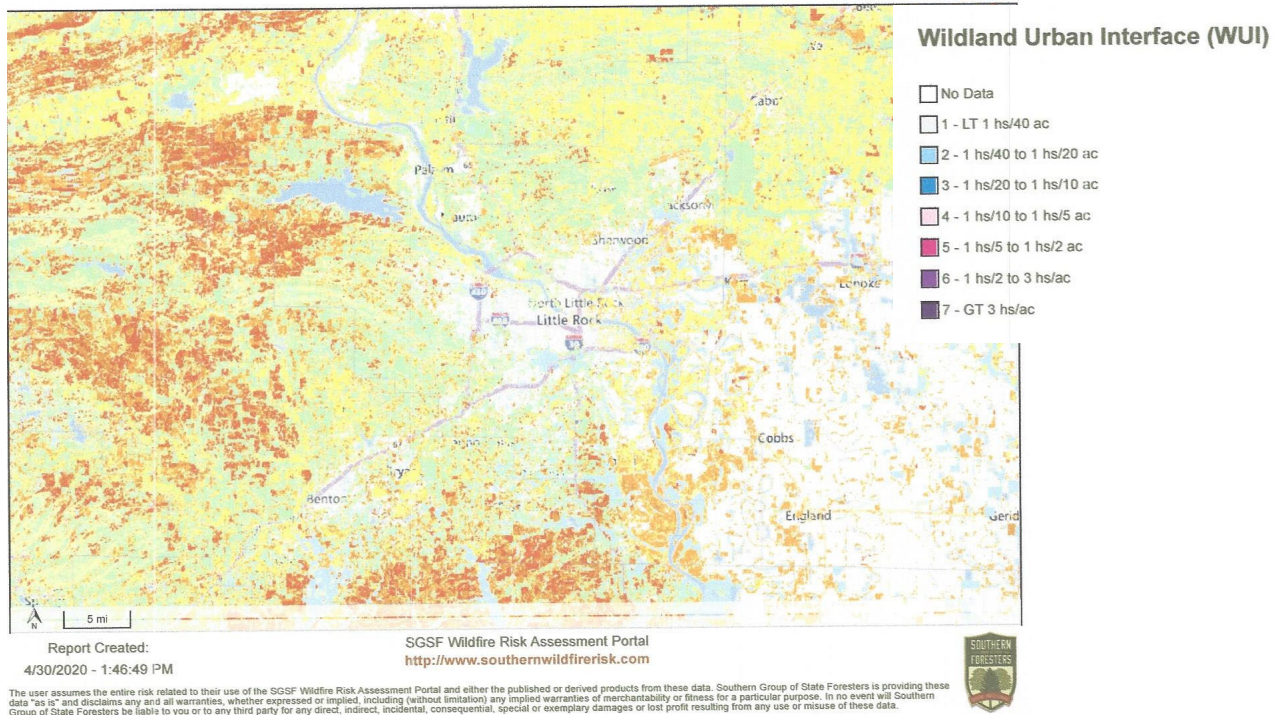 Wildland Urban Interface (WUI)
No Data
1 - LT 1 hs/40 ac
2 - 1 hs/40 to 1 hs/20 ac
3 - 1 hs/20 to 1 hs/10 ac
4 - 1 hs/10 to 1 hs/5 ac
5 - 1 hs/5 to 1 hs/2 ac
6 - 1 hs/2 to 3 hs/ac
7 - GT 3 hs/ac
Sherwood
North Little Rock
Little Rock
Lonoke
Cobbs
Benton
England
5 mi
N
Report Created:
4/30/2020 - 1:46:49 PM
SGSF Wildfire Risk Assessment Portal
http://www.southernwildfirerisk.com
SOUTHERN
FORESTERS
The user assumes the entire risk related to their use of the SGSF Wildfire Risk Assessment Portal and either the published or derived products from these data. Southern Group of State Foresters is providing these
data "as is" and disclaims any and all warranties, whether expressed or implied, including (without limitation) any implied warranties of merchantability or fitness for a particular purpose. In no event will Southern
Group of State Foresters be liable to you or to any third party for any direct, indirect, incidental, consequential, special or exemplary damages or lost profit resulting from any use or misuse of these data.